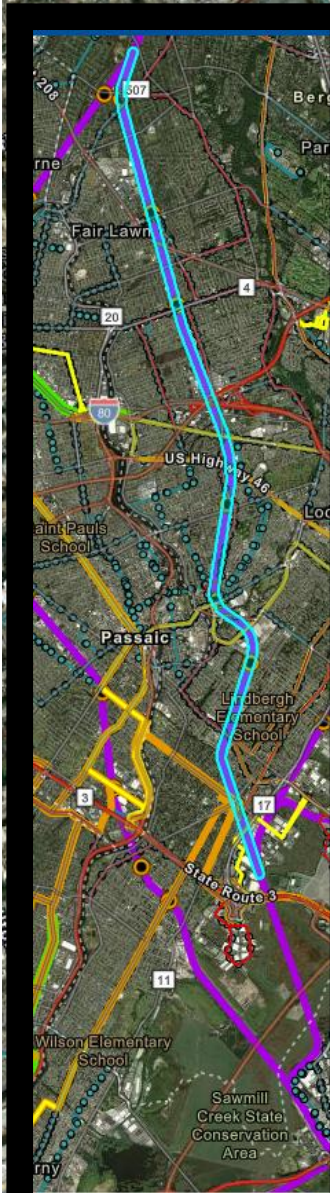 208
507
Ber
Par
rne
Fair Lawn
4
20
80
US Highway 46
Loc
aint Pauls
School
Passaic
Lindbergh
Elementary
School
17
3
State Route 3
11
Wilson Elementary
School
Sawmill
Creek State
Conservation
Area
rny